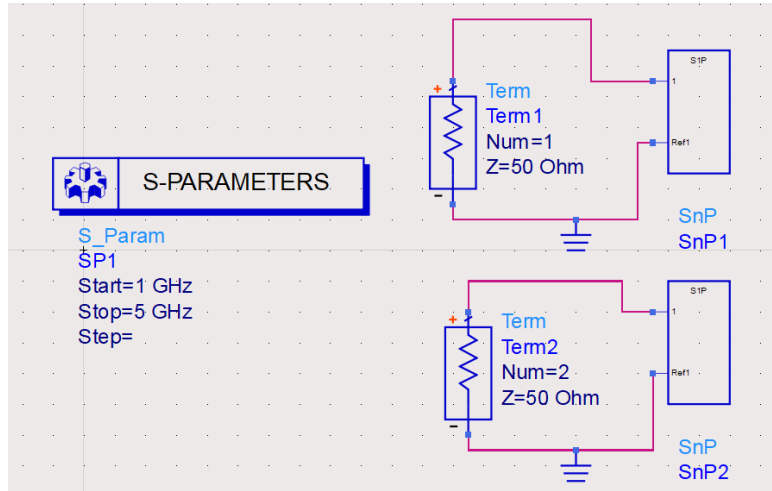 S-PARAMETERS
S_Param
SP1
Start=1 GHz
Stop=5 GHz
Step=
+
Term
Term1
Num=1
Z=50 Ohm
-
S1P
1
Ref1
SnP
SnP1
+
Term
Term2
Num=2
Z=50 Ohm
-
S1P
1
Ref1
SnP
SnP2